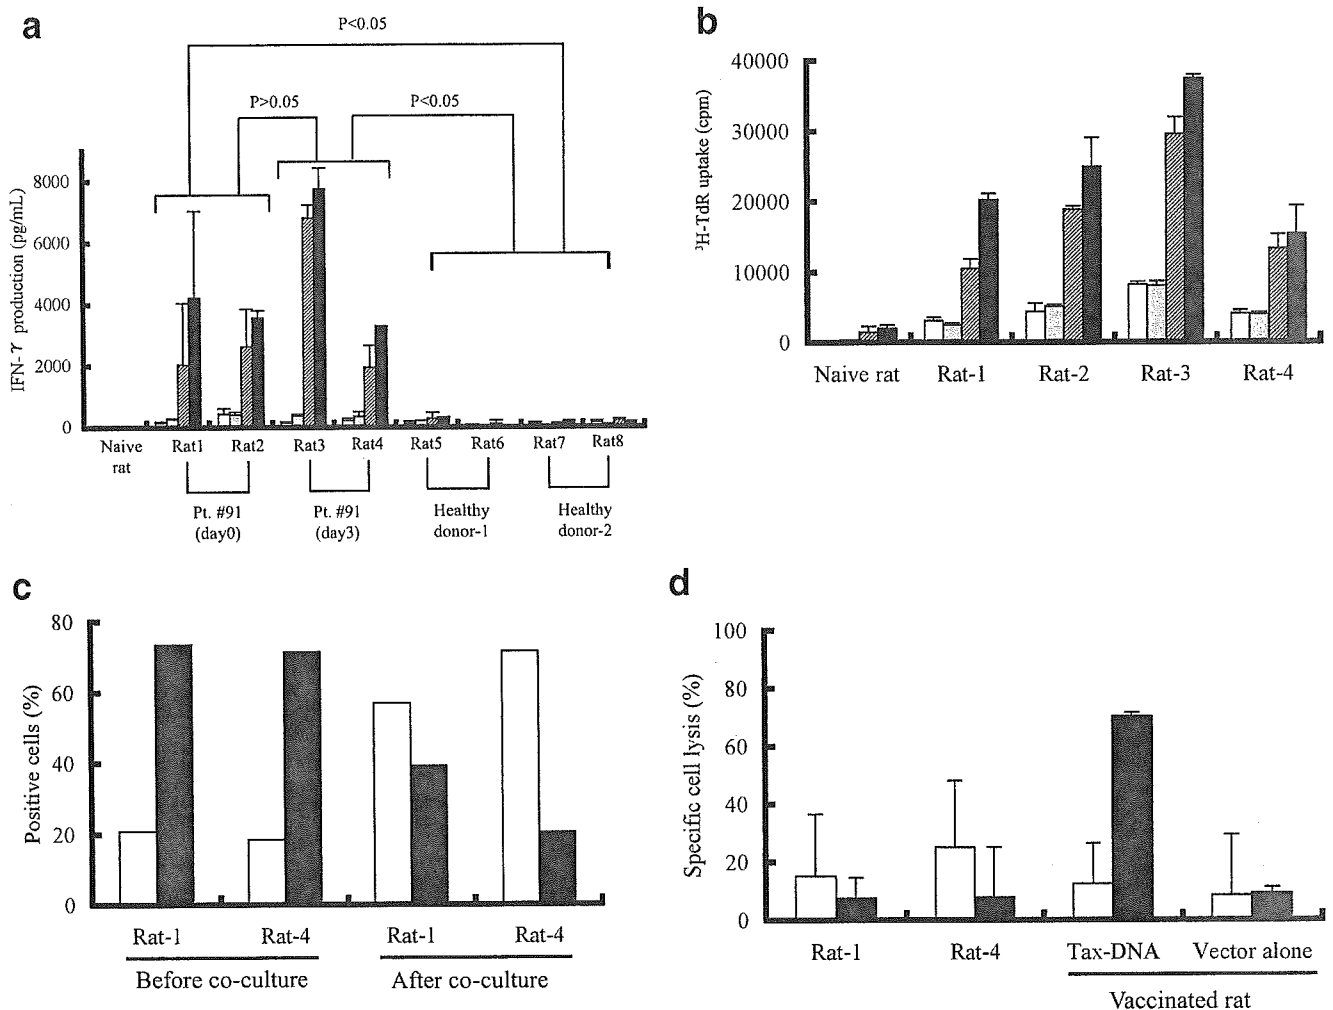 a
P<0.05
P>0.05
P<0.05
IFN-γ production (pg/mL)
8000
6000
4000
2000
0
Naive
rat
Rat1
Rat2
Rat3
Rat4
Rat5
Rat6
Rat7
Rat8
Pt. #91
(day0)
Pt. #91
(day3)
Healthy
donor-1
Healthy
donor-2
b
³H-TdR uptake (cpm)
40000
30000
20000
10000
0
Naive rat
Rat-1
Rat-2
Rat-3
Rat-4
c
Positive cells (%)
80
60
40
20
0
Rat-1
Rat-4
Rat-1
Rat-4
Before co-culture
After co-culture
d
Specific cell lysis (%)
100
80
60
40
20
0
Rat-1
Rat-4
Tax-DNA
Vector alone
Vaccinated rat